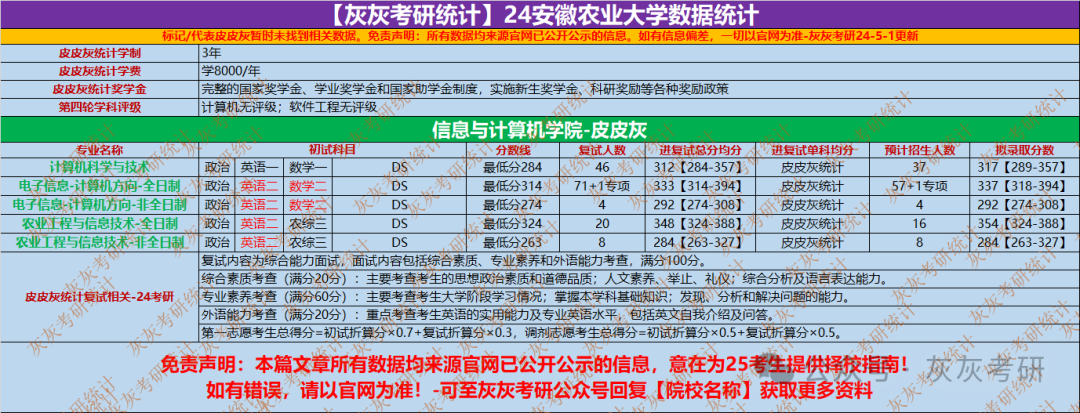 【灰灰考研统计】24安徽农业大学数据统计
标记/代表皮皮灰暂时未找到相关数据。免责声明：所有数据均来源官网已公开公示的信息。如有信息偏差，一切以官网为准-灰灰考研24-5-1更新
皮皮灰统计学制 3年
皮皮灰统计学费 学8000/年
皮皮灰统计奖学金 完整的国家奖学金、学业奖学金和国家助学金制度，实施新生奖学金、科研奖励等各种奖励政策
第四轮学科评级 计算机无评级；软件工程无评级
信息与计算机学院-皮皮灰
专业名称 初试科目 分数线 复试人数 进复试总分均分 进复试单科均分 预计招生人数 拟录取分数
计算机科学与技术 政治 英语一 数学一 DS 最低分284 46 312【284-357】 皮皮灰统计 37 317【289-357】
电子信息-计算机方向-全日制 政治 英语二 数学二 DS 最低分314 71+1专项 333【314-394】 皮皮灰统计 57+1专项 337【318-394】
电子信息-计算机方向-非全日制 政治 英语二 数学二 DS 最低分274 4 292【274-308】 皮皮灰统计 4 292【274-308】
农业工程与信息技术-全日制 政治 英语二 农综三 DS 最低分324 20 348【324-388】 皮皮灰统计 16 354【324-388】
农业工程与信息技术-非全日制 政治 英语二 农综三 DS 最低分263 8 284【263-327】 皮皮灰统计 8 284【263-327】
皮皮灰统计复试相关-24考研
复试内容为综合能力面试，面试内容包括综合素质、专业素养和外语能力考查，满分100分。
综合素质考查（满分20分）：主要考查考生的思想政治素质和道德品质；人文素养、举止、礼仪；综合分析及语言表达能力。
专业素养考查（满分60分）：主要考查考生大学阶段学习情况；掌握本学科基础知识；发现、分析和解决问题的能力。
外语能力考查（满分20分）：重点考查考生英语的实用能力及专业英语水平，包括英文自我介绍及问答。
第一志愿考生总得分=初试折算分×0.7+复试折算分×0.3，调剂志愿考生总得分=初试折算分×0.5+复试折算分×0.5。
免责声明：本篇文章所有数据均来源官网已公开公示的信息，意在为25考生提供择校指南！
如有错误，请以官网为准！-可至灰灰考研公众号回复【院校名称】获取更多资料
公众号 灰灰考研
灰灰考研统计